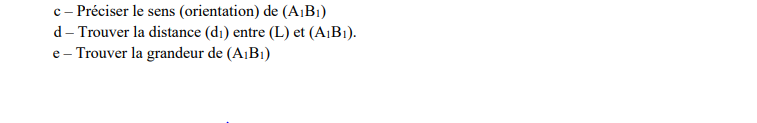 c – Préciser le sens (orientation) de (A₁B₁)
d – Trouver la distance (d₁) entre (L) et (A₁B₁).
e – Trouver la grandeur de (A₁B₁)